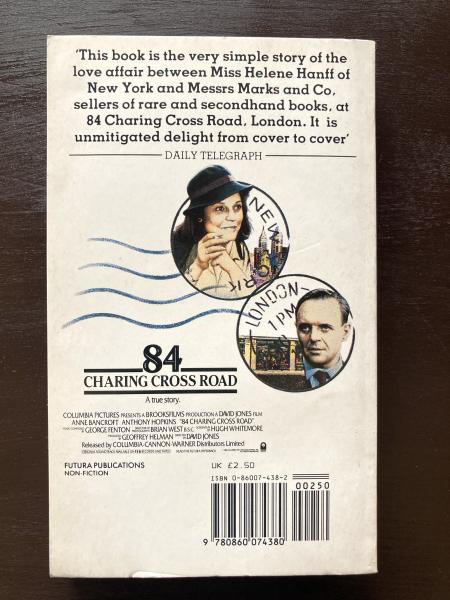 ‘This book is the very simple story of the
love affair between Miss Helene Hanff of
New York and Messrs Marks and Co,
sellers of rare and secondhand books, at
84 Charing Cross Road, London. It is
unmitigated delight from cover to cover’
DAILY TELEGRAPH
NEW YORK
LONDON
1 PM
84
CHARING CROSS ROAD
A true story.
COLUMBIA PICTURES PRESENTS A BROOKSFILMS PRODUCTION A DAVID JONES FILM
ANNE BANCROFT ANTHONY HOPKINS "84 CHARING CROSS ROAD"
GEORGE FENTON BRIAN WEST B.S.C. HUGH WHITEMORE
GEOFFREY HELMAN DAVID JONES
Released by COLUMBIA-CANNON-WARNER Distributors Limited
FUTURA PUBLICATIONS
NON-FICTION
UK £2.50
ISBN 0-86007-438-2
00250
9 780860 074380